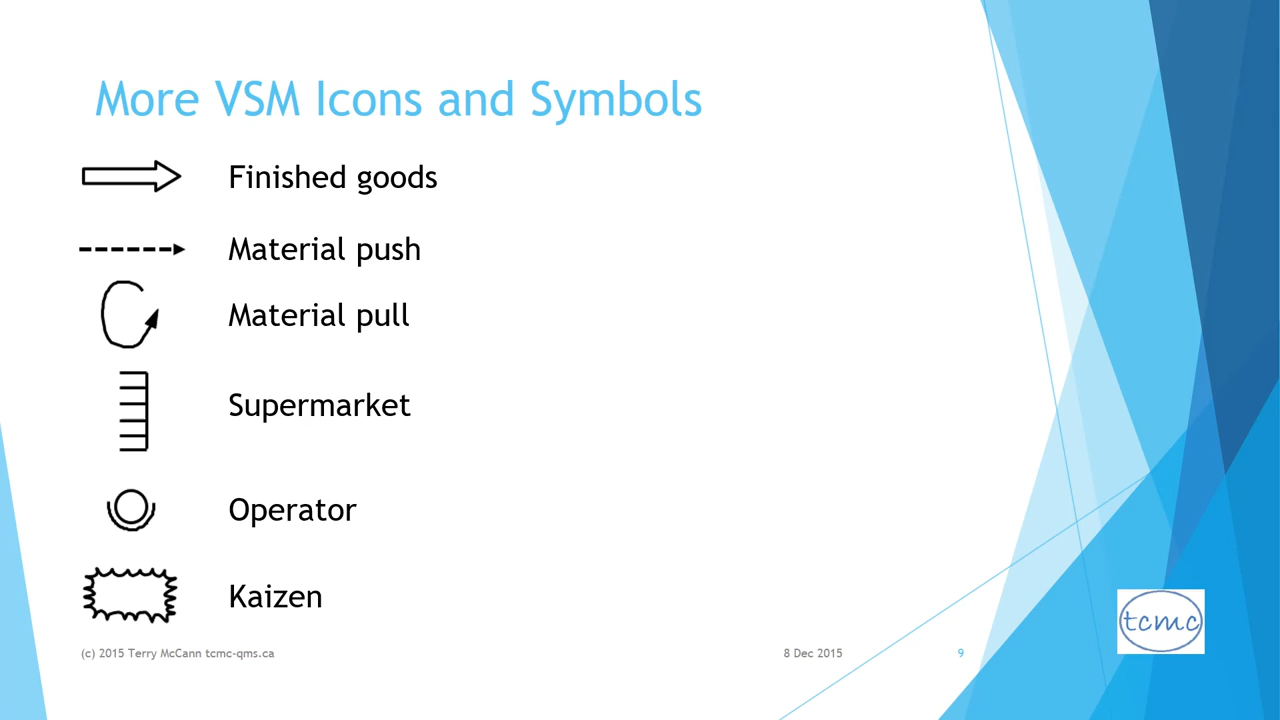 More VSM Icons and Symbols
Finished goods
Material push
Material pull
Supermarket
Operator
Kaizen
(c) 2015 Terry McCann tcmc-qms.ca
8 Dec 2015
9
tcmc